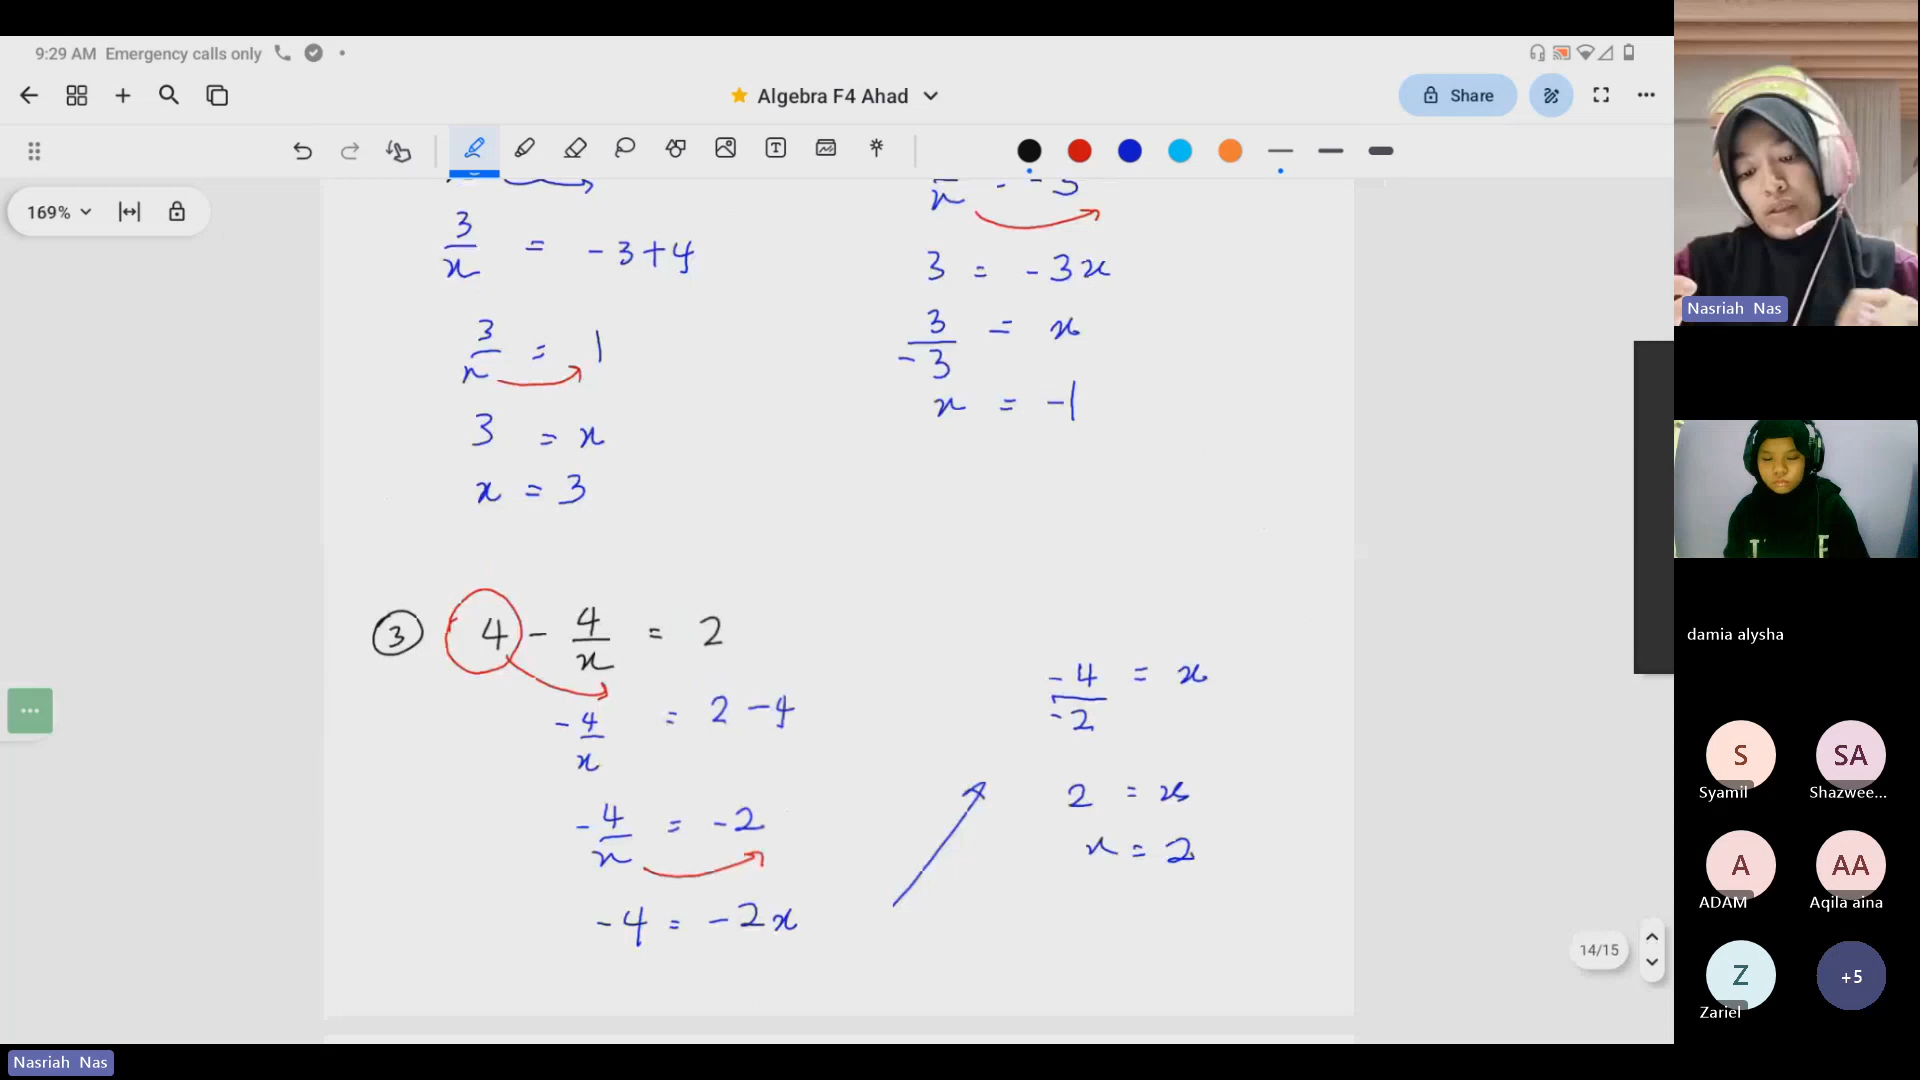 9:29 AM Emergency calls only
Algebra F4 Ahad
Share
169%
3/x = -3+4
3/x = 1
3 = x
x = 3
3 = -3x
3/-3 = x
x = -1
③ 4 - 4/x = 2
-4/x = 2 -4
-4/x = -2
-4 = -2x
-4/-2 = x
2 = x
x = 2
14/15
Nasriah Nas
damia alysha
S
Syamil
SA
Shazwee...
A
ADAM
AA
Aqila aina
Z
Zariel
+5
Nasriah Nas